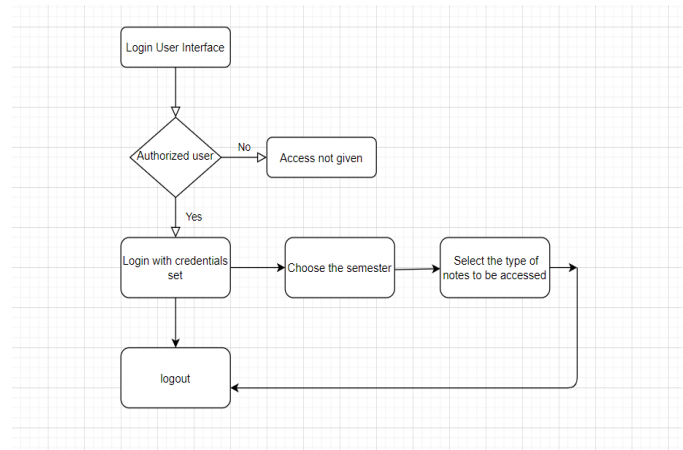 Login User Interface
Authorized user
No
Access not given
Yes
Login with credentials
set
Choose the semester
Select the type of
notes to be accessed
logout